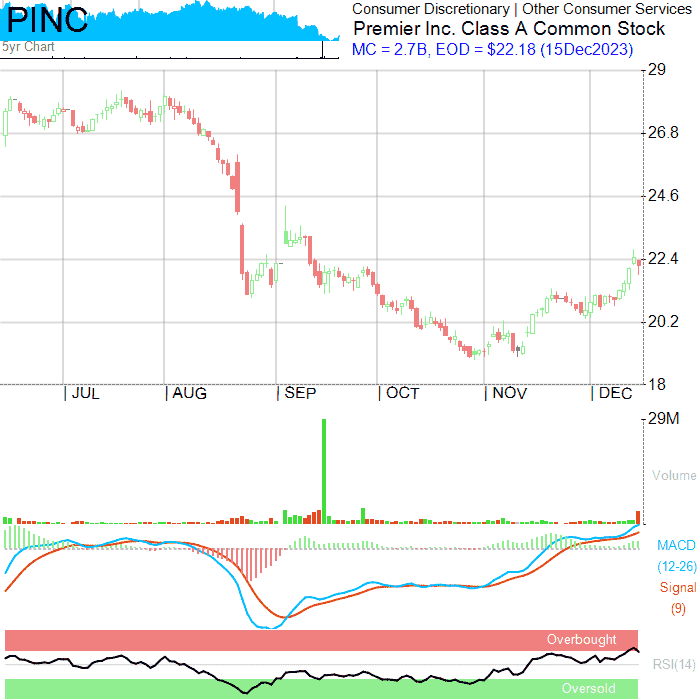 PINC
5yr Chart
Consumer Discretionary | Other Consumer Services
Premier Inc. Class A Common Stock
MC = 2.7B, EOD = $22.18 (15Dec2023)
29
26.8
24.6
22.4
20.2
18
JUL
AUG
SEP
OCT
NOV
DEC
29M
Volume
MACD
(12-26)
Signal
(9)
Overbought
RSI(14)
Oversold